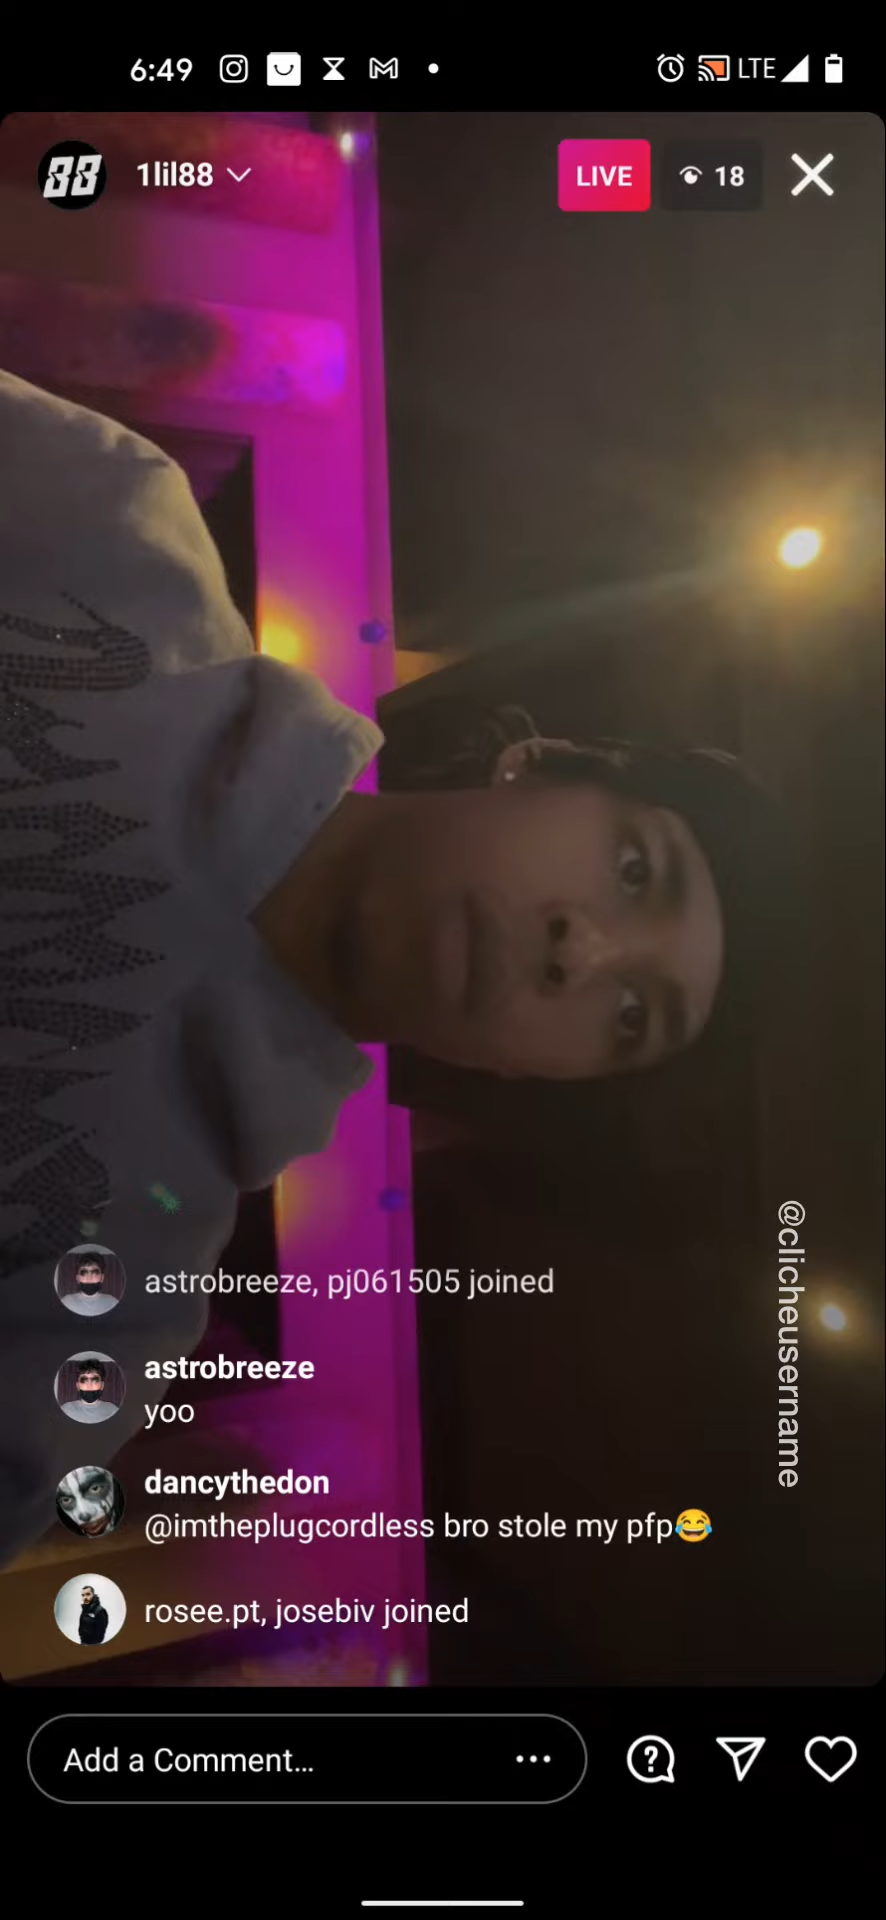 6:49
LTE
88
1lil88
LIVE
18
astrobreeze, pj061505 joined
astrobreeze
yoo
dancythedon
@imtheplugcordless bro stole my pfp😂
rosee.pt, josebiv joined
@clicheusername
Add a Comment...